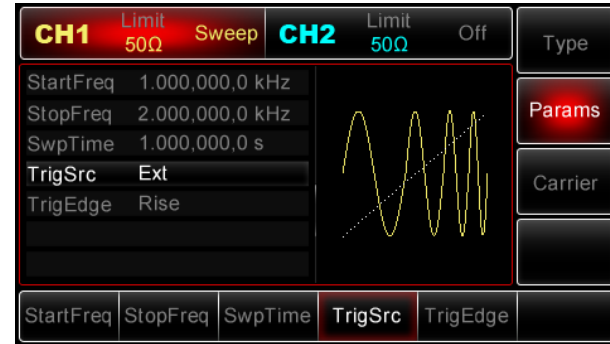 CH1 Limit 50Ω Sweep CH2 Limit 50Ω Off
Type
StartFreq 1.000,000,0 kHz
StopFreq 2.000,000,0 kHz
SwpTime 1.000,000,0 s
TrigSrc Ext
TrigEdge Rise
Params
Carrier
StartFreq StopFreq SwpTime TrigSrc TrigEdge